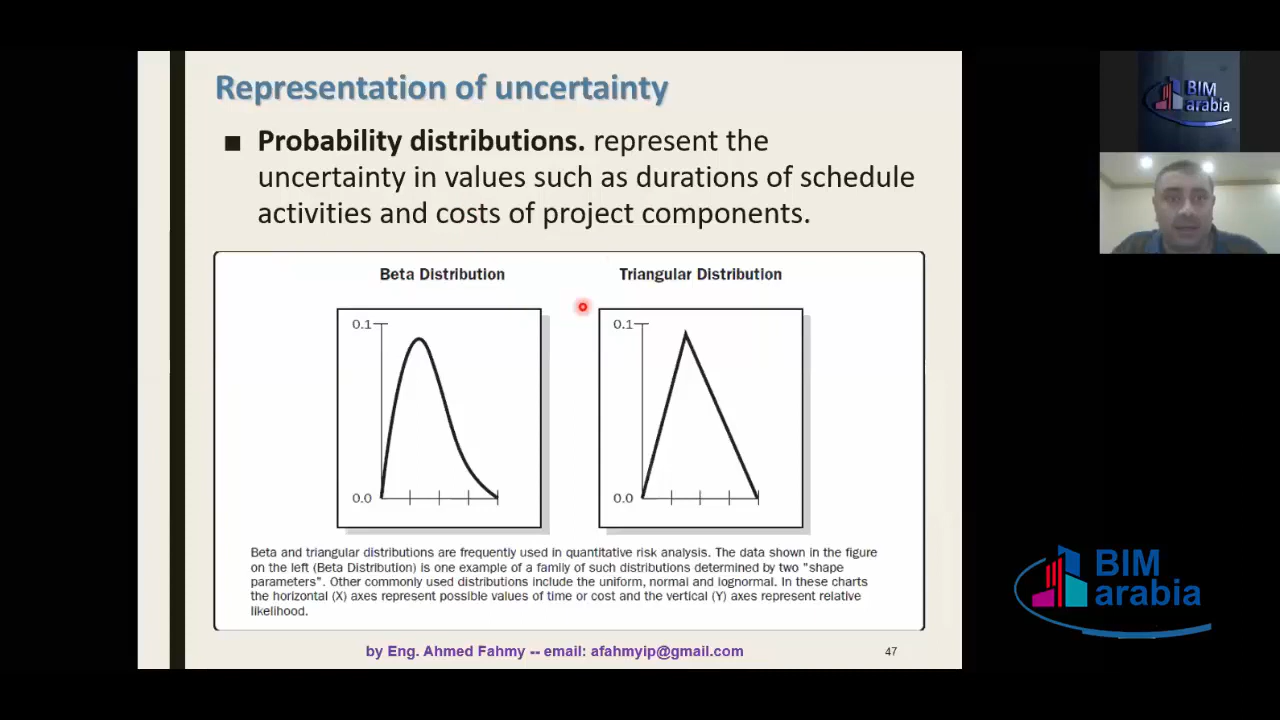 Representation of uncertainty
■ Probability distributions. represent the
uncertainty in values such as durations of schedule
activities and costs of project components.
Beta Distribution
Triangular Distribution
0.1
0.0
0.1
0.0
Beta and triangular distributions are frequently used in quantitative risk analysis. The data shown in the figure
on the left (Beta Distribution) is one example of a family of such distributions determined by two "shape
parameters". Other commonly used distributions include the uniform, normal and lognormal. In these charts
the horizontal (X) axes represent possible values of time or cost and the vertical (Y) axes represent relative
likelihood.
by Eng. Ahmed Fahmy -- email: afahmyip@gmail.com
47
BIM
arabia
BIM
arabia